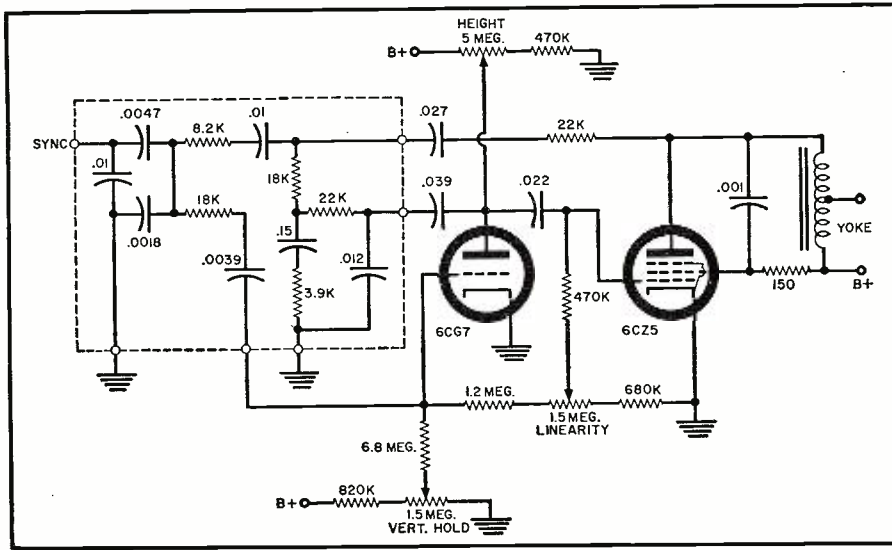 HEIGHT
5 MEG.
470K
B+
.0047
8.2K
.01
.027
22K
SYNC
.01
18K
.039
.022
.001
18K
22K
YOKE
.0018
.15
.012
.0039
3.9K
470K
150
B+
6CG7
6CZ5
1.2 MEG.
680K
1.5 MEG.
LINEARITY
6.8 MEG.
B+
820K
1.5 MEG.
VERT. HOLD